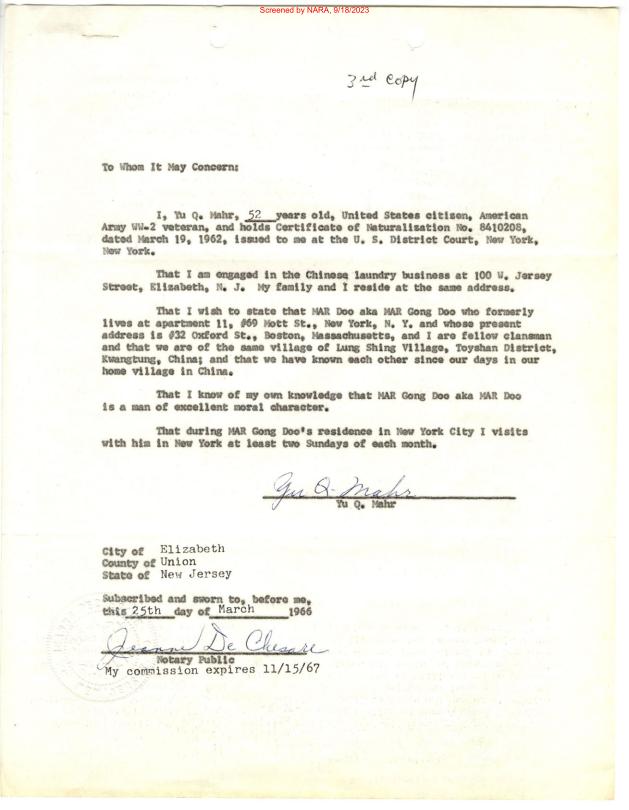 Screened by NARA, 9/18/2023
3rd copy
To Whom It May Concern:
I, Yu Q. Mahr, 52 years old, United States citizen, American
Army WW-2 veteran, and holds Certificate of Naturalization No. 8410208,
dated March 19, 1962, issued to me at the U. S. District Court, New York,
New York.
That I am engaged in the Chinese laundry business at 100 W. Jersey
Street, Elizabeth, N. J. My family and I reside at the same address.
That I wish to state that MAR Doo aka MAR Gong Doo who formerly
lives at apartment 11, #69 Mott St., New York, N. Y. and whose present
address is #32 Oxford St., Boston, Massachusetts, and I are fellow clansman
and that we are of the same village of Lung Shing Village, Toyshan District,
Kwangtung, China; and that we have known each other since our days in our
home village in China.
That I know of my own knowledge that MAR Gong Doo aka MAR Doo
is a man of excellent moral character.
That during MAR Gong Doo's residence in New York City I visits
with him in New York at least two Sundays of each month.
Yu Q. Mahr
Yu Q. Mahr
City of Elizabeth
County of Union
State of New Jersey
Subscribed and sworn to, before me,
this 25th day of March 1966
Jeanne De Chesare
Notary Public
My commission expires 11/15/67